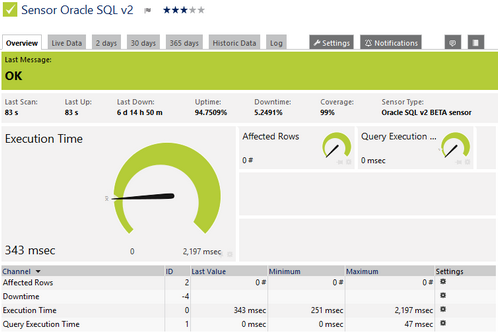 Sensor Oracle SQL v2
Overview Live Data 2 days 30 days 365 days Historic Data Log Settings Notifications
Last Message:
OK
Last Scan: Last Up: Last Down: Uptime: Downtime: Coverage: Sensor Type:
83 s 83 s 6 d 14 h 50 m 94.7509% 5.2491% 99% Oracle SQL v2 BETA sensor
Execution Time
343 msec
0 2,197 msec
Affected Rows
0 #
Query Execution ...
0 msec
Channel ID Last Value Minimum Maximum Settings
Affected Rows 2 0 # 0 # 0 #
Downtime -4
Execution Time 0 343 msec 251 msec 2,197 msec
Query Execution Time 1 0 msec 0 msec 47 msec